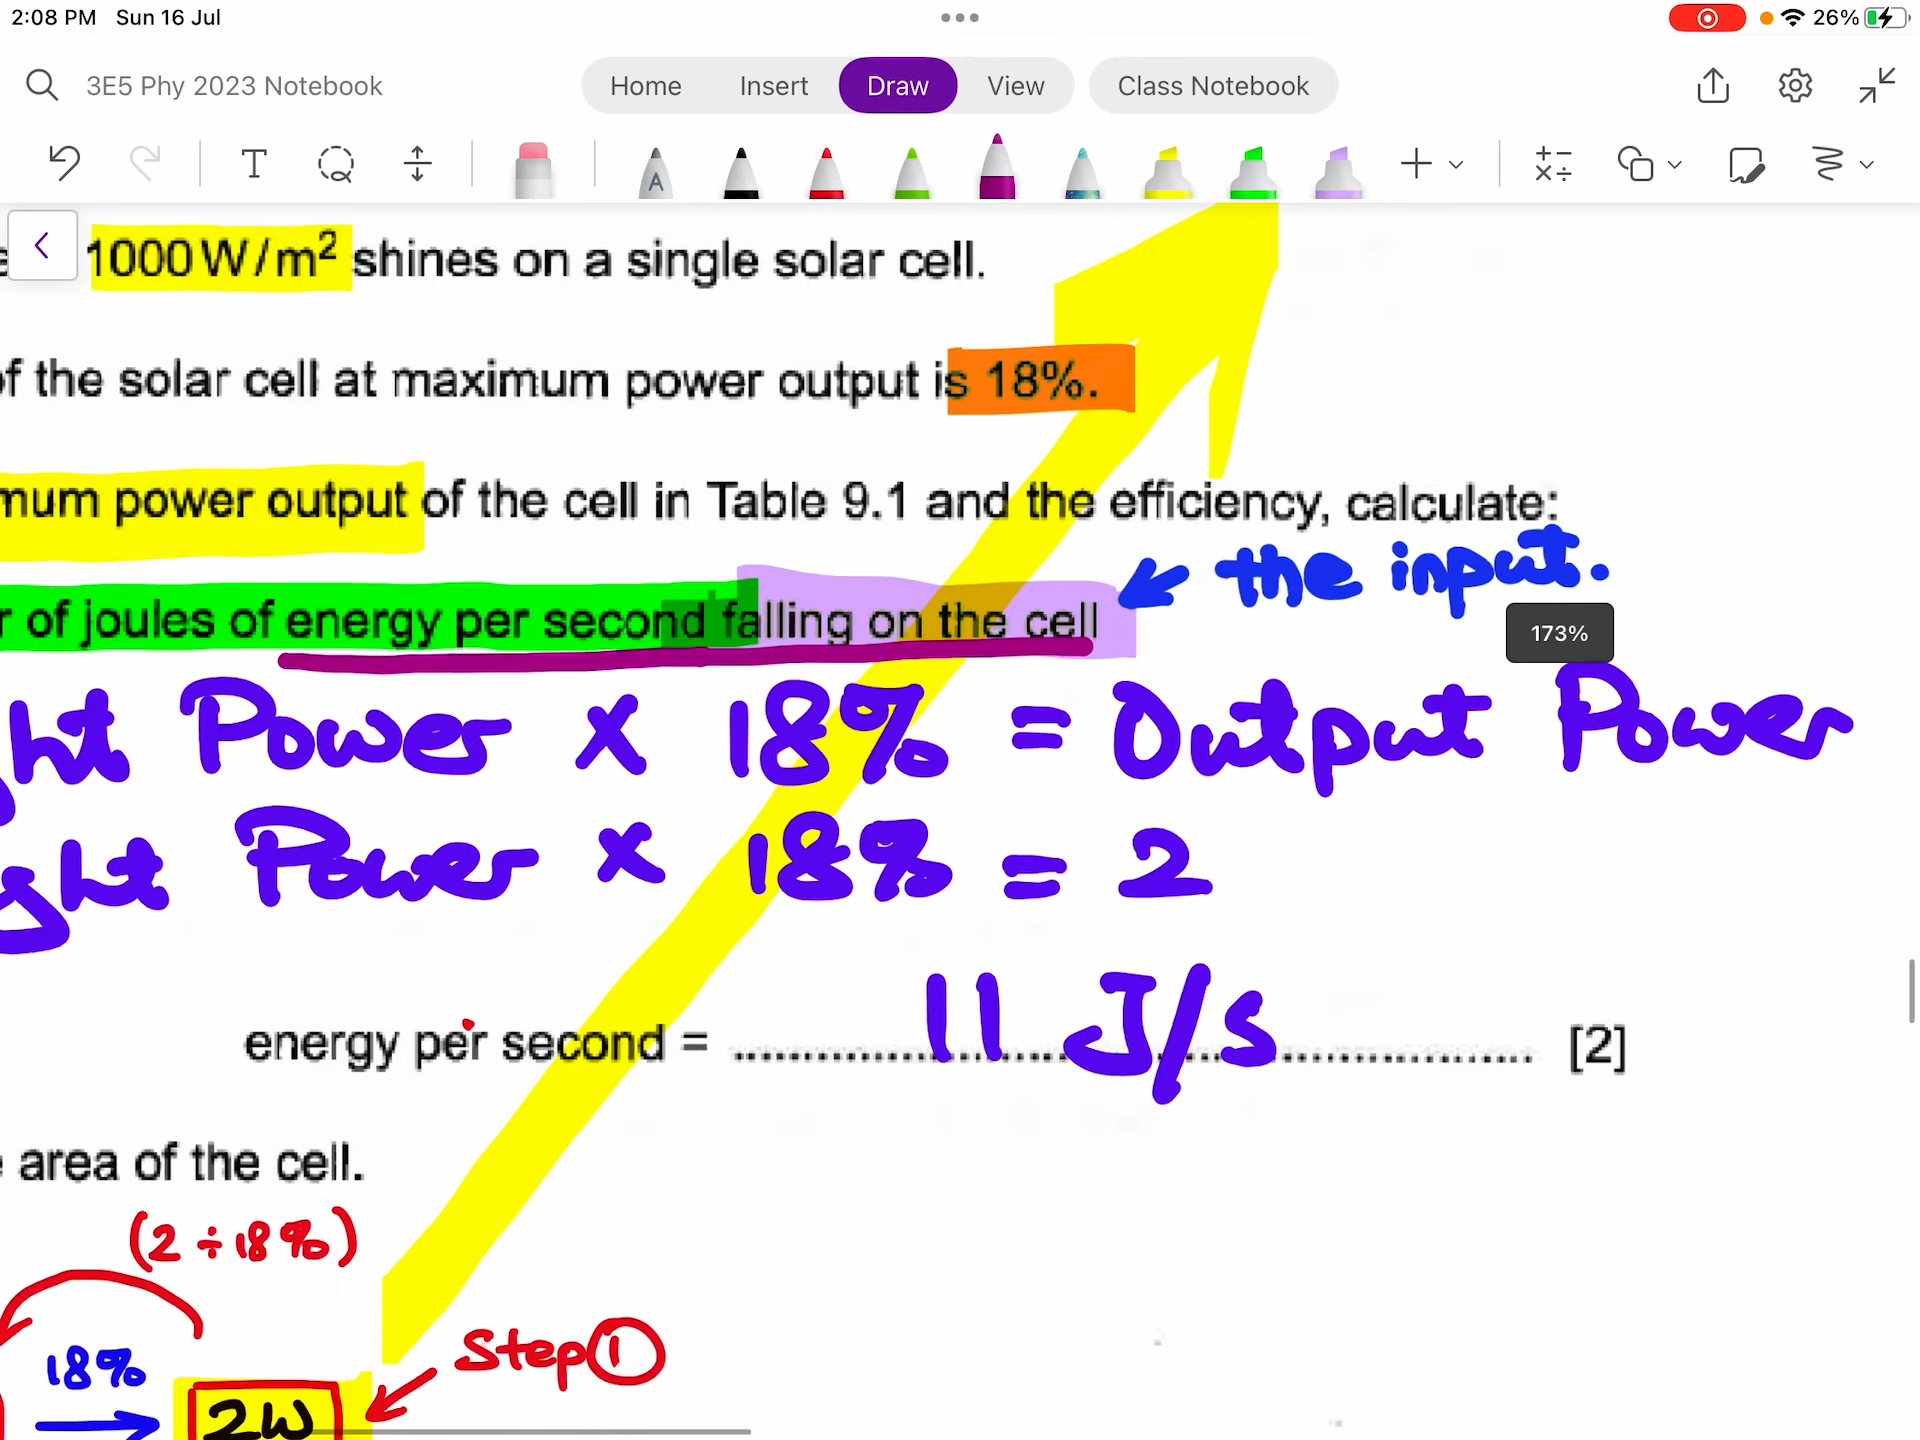 2:08 PM Sun 16 Jul 26%
3E5 Phy 2023 Notebook Home Insert Draw View Class Notebook
T A
1000 W/m² shines on a single solar cell.
of the solar cell at maximum power output is 18%.
mum power output of the cell in Table 9.1 and the efficiency, calculate:
the input.
r of joules of energy per second falling on the cell
173%
ht Power × 18% = Output Power
ght Power × 18% = 2
energy per second = 11 J/s [2]
area of the cell.
(2 ÷ 18%)
Step 1
18%
2W